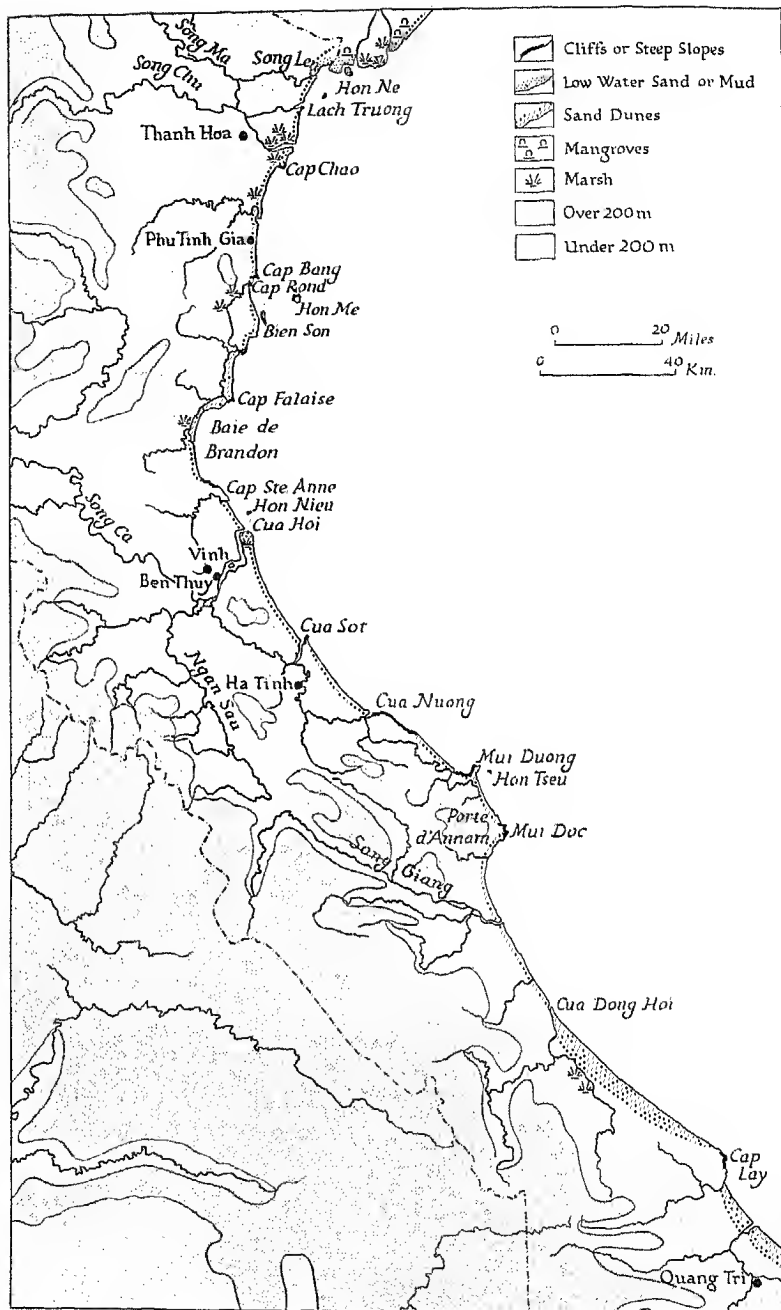 Song Ma
Song Chu
Song Le
Hon Ne
Lach Truong
Thanh Hoa
Cap Chao
Phu Tinh Gia
Cap Bang
Cap Rond
Hon Me
Bien Son
Cap Falaise
Baie de
Brandon
Cap Ste Anne
Hon Nieu
Cua Hoi
Song Ca
Vinh
Ben Thuy
Cua Sot
Ngan Sau
Ha Tinh
Cua Nuong
Mui Duong
Hon Tseu
Porte
d'Annam
Mui Doc
Song Giang
Cua Dong Hoi
Cap
Lay
Quang Tri
Cliffs or Steep Slopes
Low Water Sand or Mud
Sand Dunes
Mangroves
Marsh
Over 200 m
Under 200 m
0 20 Miles
0 40 Km.